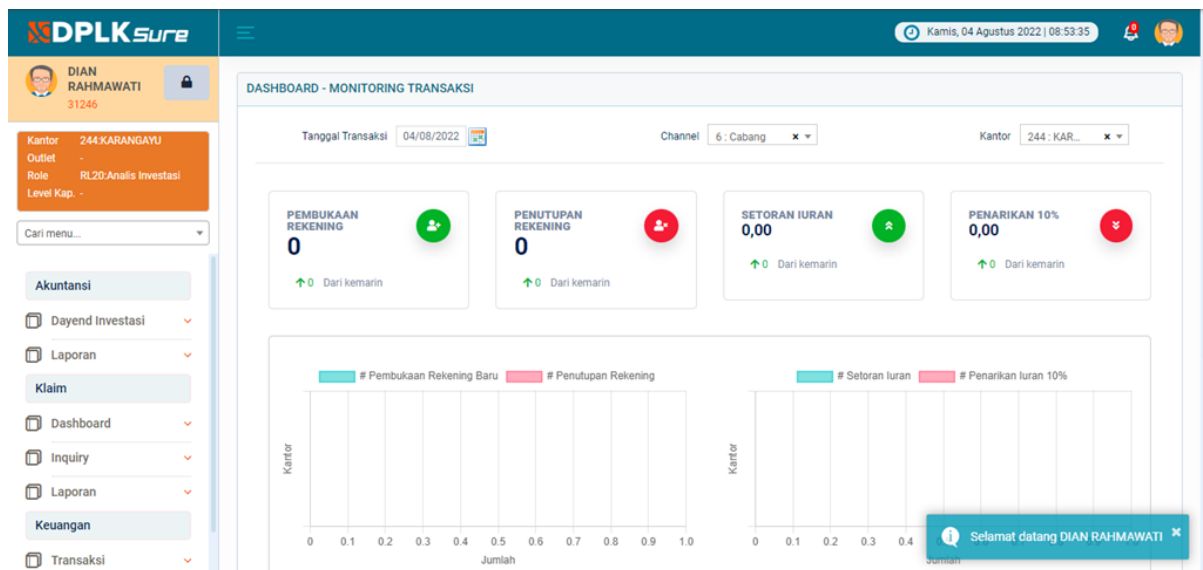 DPLKSure
Kamis, 04 Agustus 2022 | 08:53:35
DIAN
RAHMAWATI
31246
Kantor 244:KARANGAYU
Outlet -
Role RL20:Analis Investasi
Level Kap. -
Cari menu...
Akuntansi
Dayend Investasi
Laporan
Klaim
Dashboard
Inquiry
Laporan
Keuangan
Transaksi
DASHBOARD - MONITORING TRANSAKSI
Tanggal Transaksi 04/08/2022 Channel 6 : Cabang × Kantor 244 : KAR... ×
PEMBUKAAN
REKENING
0
0 Dari kemarin
PENUTUPAN
REKENING
0
0 Dari kemarin
SETORAN IURAN
0,00
0 Dari kemarin
PENARIKAN 10%
0,00
0 Dari kemarin
# Pembukaan Rekening Baru # Penutupan Rekening
Kantor
0 0.1 0.2 0.3 0.4 0.5 0.6 0.7 0.8 0.9 1.0
Jumlah
# Setoran Iuran # Penarikan Iuran 10%
Kantor
0 0.1 0.2 0.3 0.4
Jumlah
Selamat datang DIAN RAHMAWATI ×